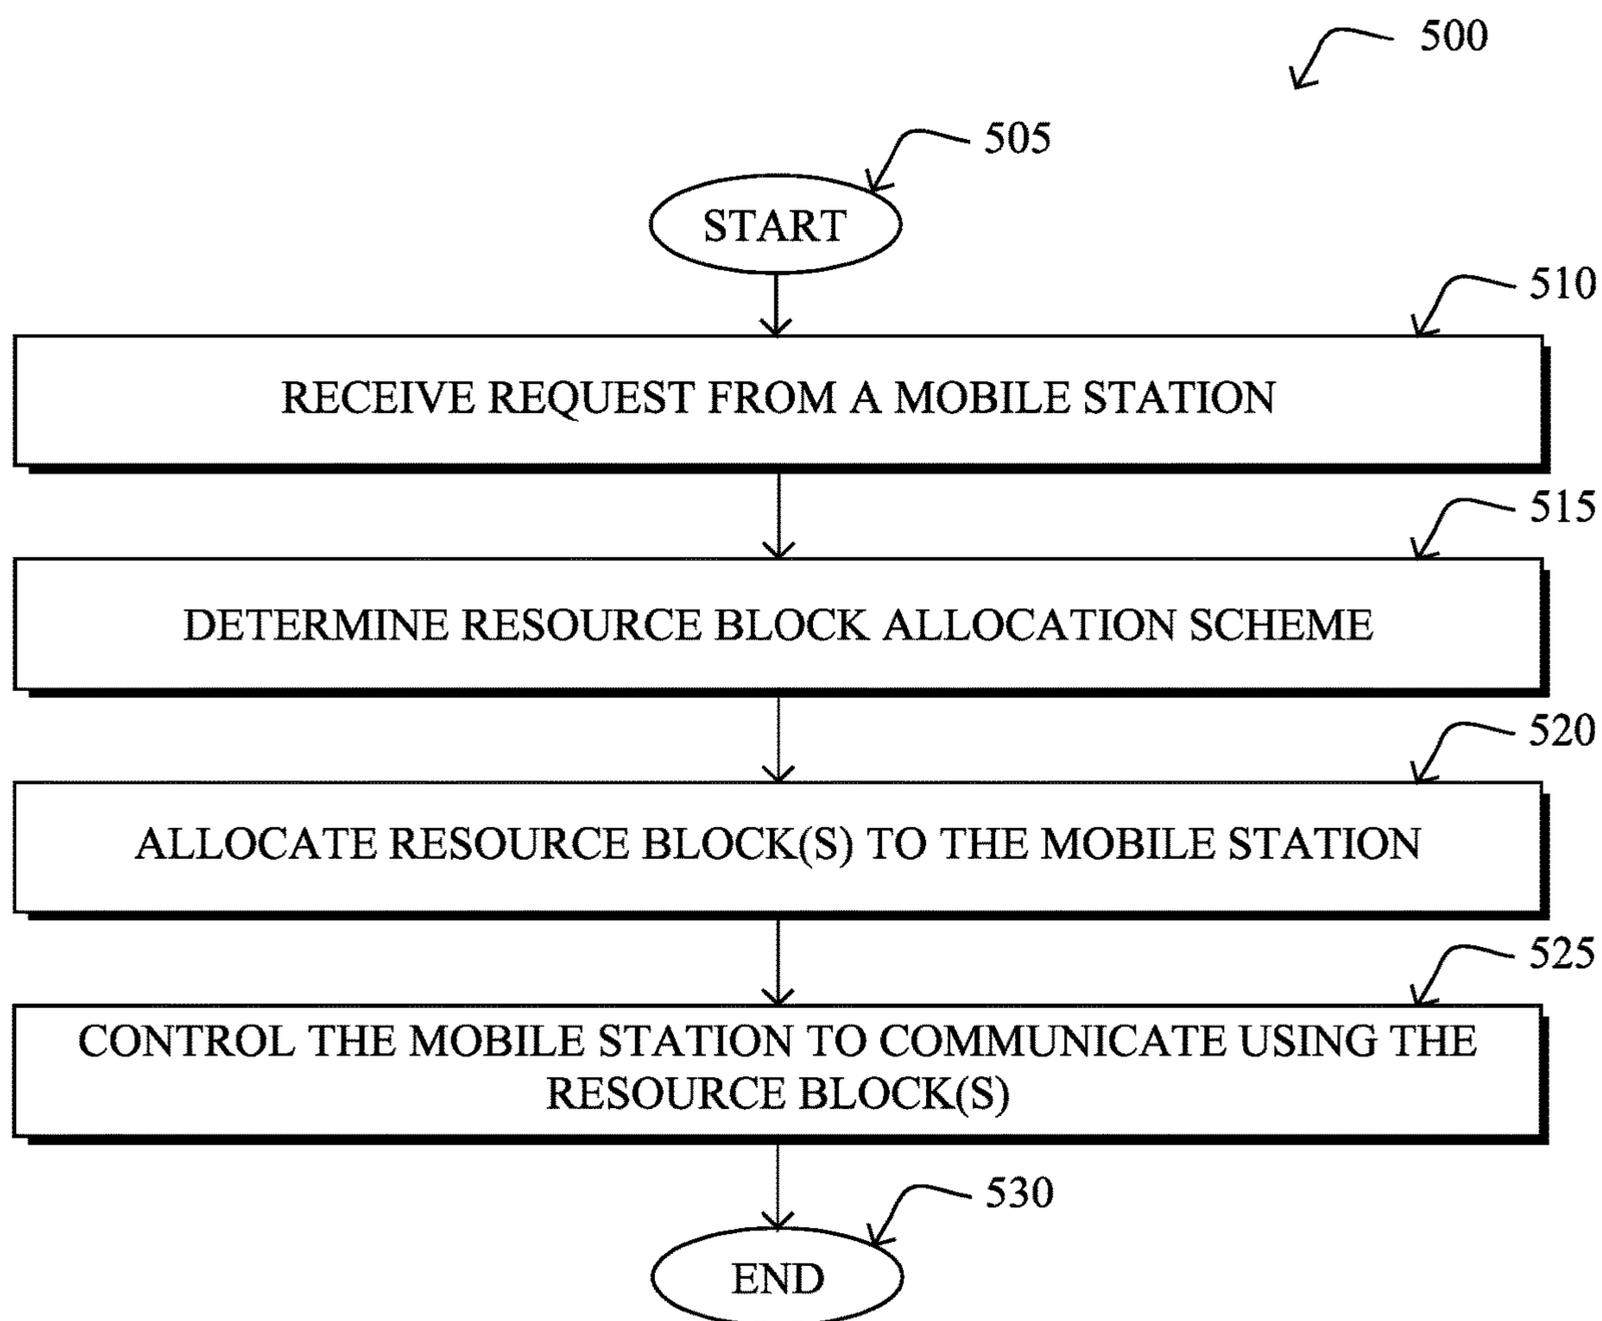 500
505
START
510
RECEIVE REQUEST FROM A MOBILE STATION
515
DETERMINE RESOURCE BLOCK ALLOCATION SCHEME
520
ALLOCATE RESOURCE BLOCK(S) TO THE MOBILE STATION
525
CONTROL THE MOBILE STATION TO COMMUNICATE USING THE
RESOURCE BLOCK(S)
530
END